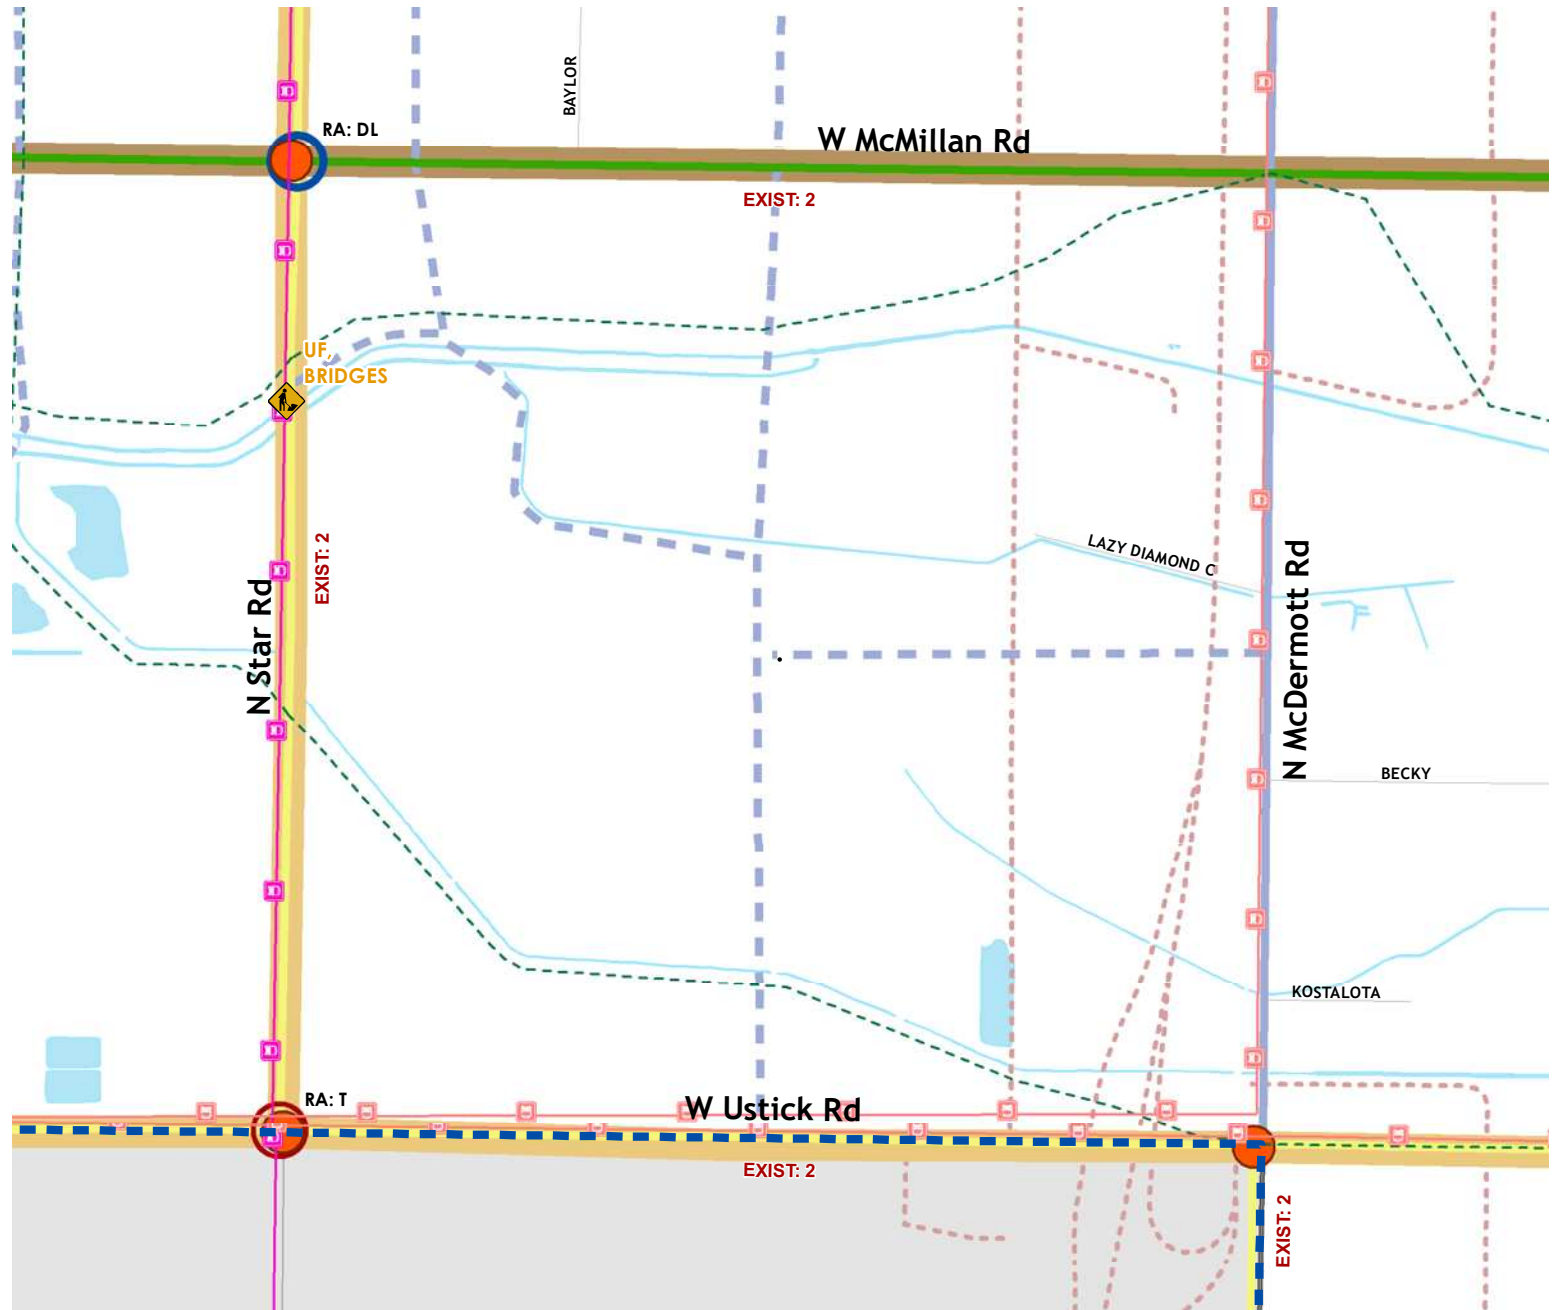 BAYLOR
RA: DL
W McMillan Rd
EXIST: 2
UF,
BRIDGES
EXIST: 2
N Star Rd
LAZY DIAMOND C
N McDermott Rd
BECKY
KOSTALOTA
RA: T
W Ustick Rd
EXIST: 2
EXIST: 2